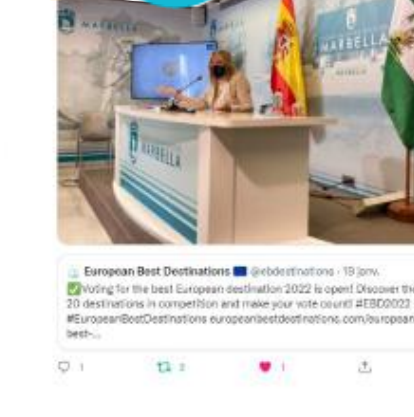 MARBELLA
MARBELLA
MARBELLA
European Best Destinations @ebdestinations · 19 janv.
Voting for the best European destination 2022 is open! Discover the
20 destinations in competition and make your vote count! #EBD2022
#EuropeanBestDestinations europeanbestdestinations.com/european
best-...
1
2
1